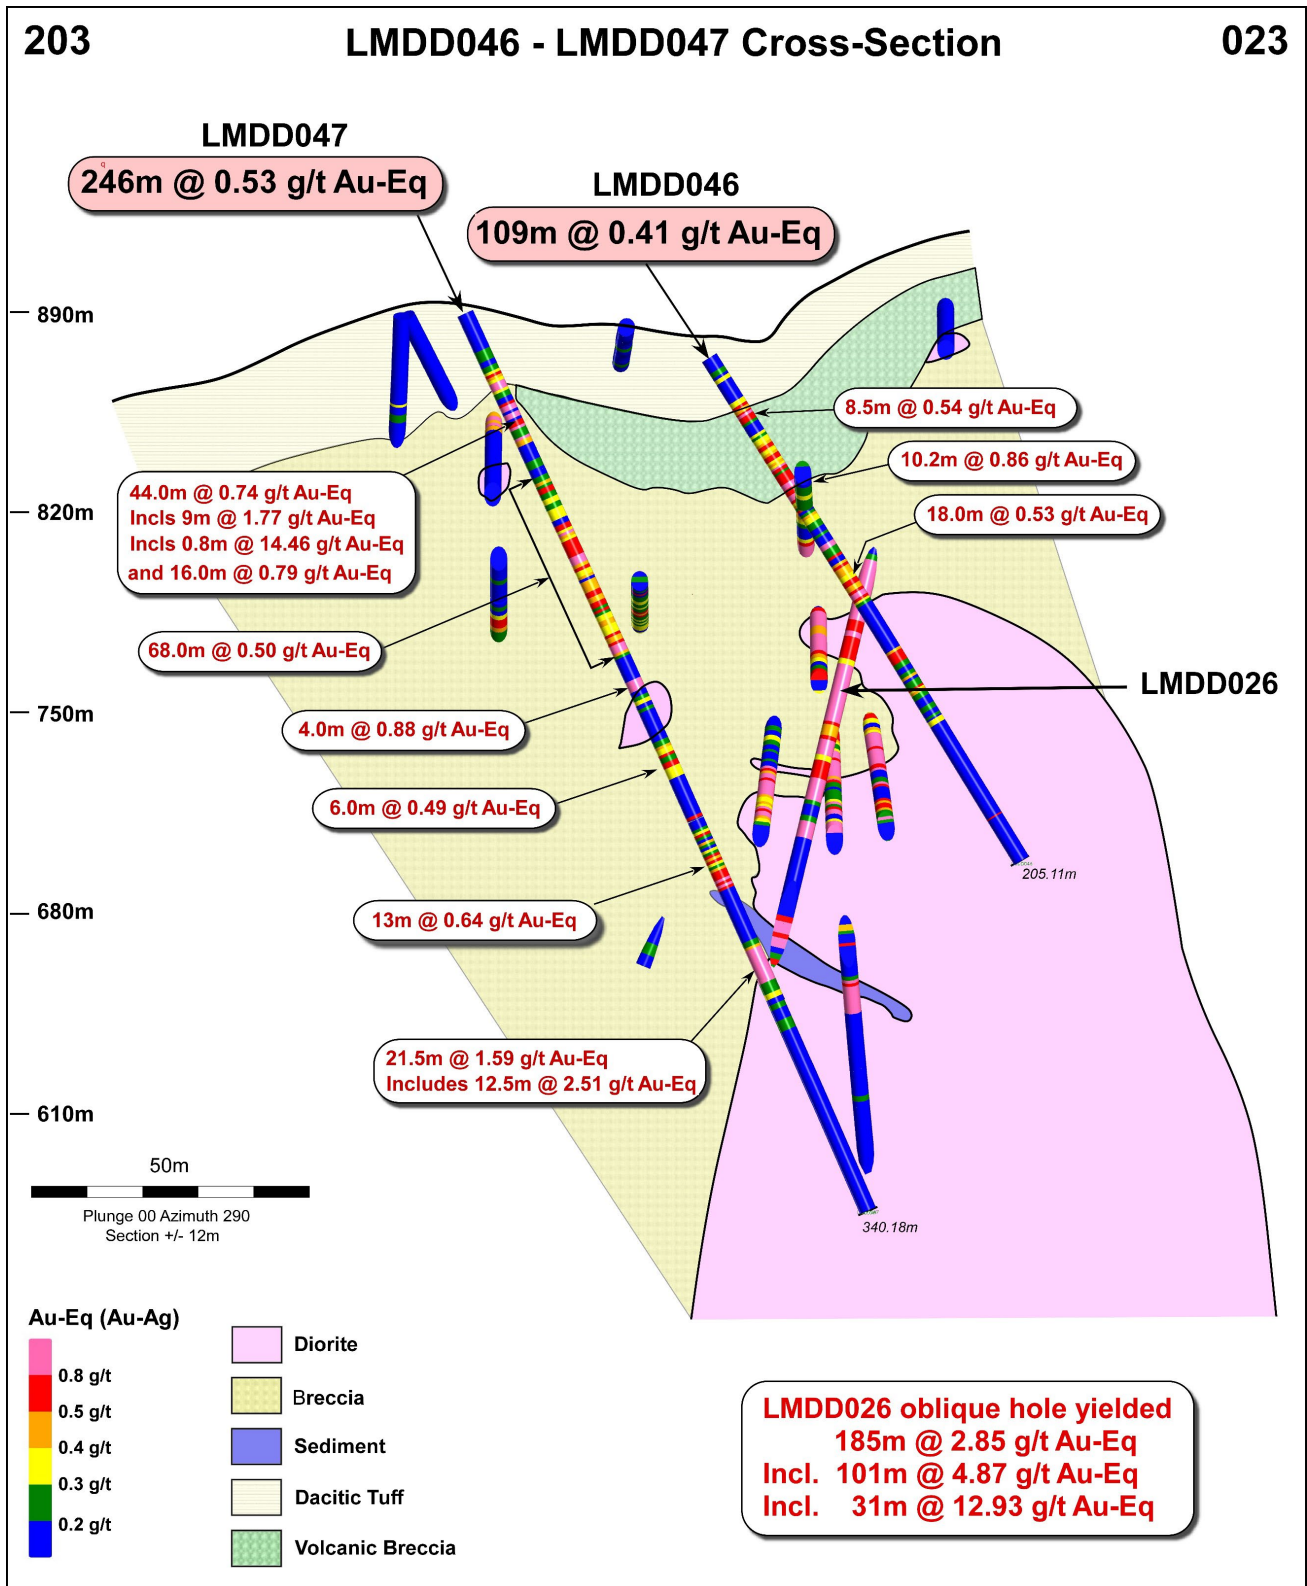 203
LMDD046 - LMDD047 Cross-Section
023
LMDD047
q
246m @ 0.53 g/t Au-Eq
LMDD046
109m @ 0.41 g/t Au-Eq
890m
820m
750m
680m
610m
8.5m @ 0.54 g/t Au-Eq
10.2m @ 0.86 g/t Au-Eq
18.0m @ 0.53 g/t Au-Eq
44.0m @ 0.74 g/t Au-Eq
Incls 9m @ 1.77 g/t Au-Eq
Incls 0.8m @ 14.46 g/t Au-Eq
and 16.0m @ 0.79 g/t Au-Eq
68.0m @ 0.50 g/t Au-Eq
LMDD026
4.0m @ 0.88 g/t Au-Eq
6.0m @ 0.49 g/t Au-Eq
205.11m
13m @ 0.64 g/t Au-Eq
21.5m @ 1.59 g/t Au-Eq
Includes 12.5m @ 2.51 g/t Au-Eq
340.18m
50m
Plunge 00 Azimuth 290
Section +/- 12m
Au-Eq (Au-Ag)
0.8 g/t
0.5 g/t
0.4 g/t
0.3 g/t
0.2 g/t
Diorite
Breccia
Sediment
Dacitic Tuff
Volcanic Breccia
LMDD026 oblique hole yielded
185m @ 2.85 g/t Au-Eq
Incl. 101m @ 4.87 g/t Au-Eq
Incl. 31m @ 12.93 g/t Au-Eq